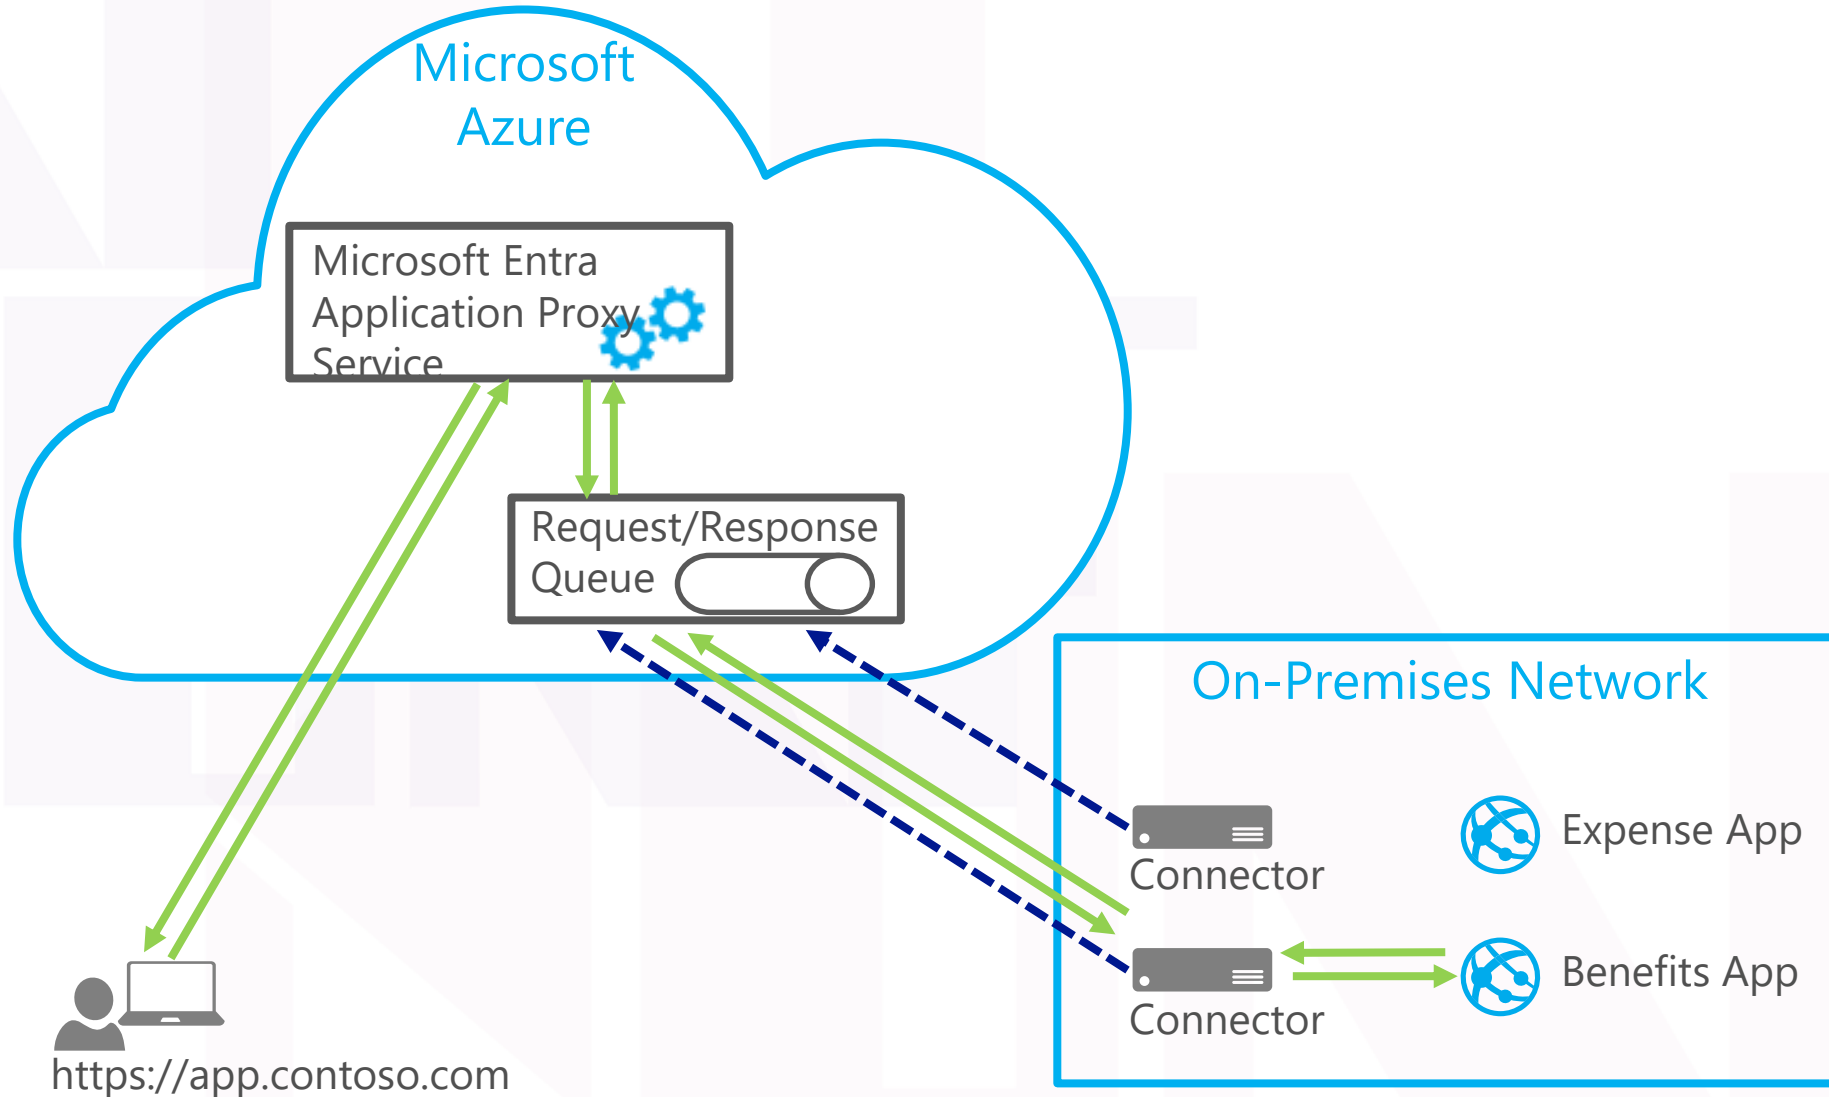 Microsoft
Azure
Microsoft Entra
Application Proxy
Service
Request/Response
Queue
On-Premises Network
Connector
Expense App
Connector
Benefits App
https://app.contoso.com